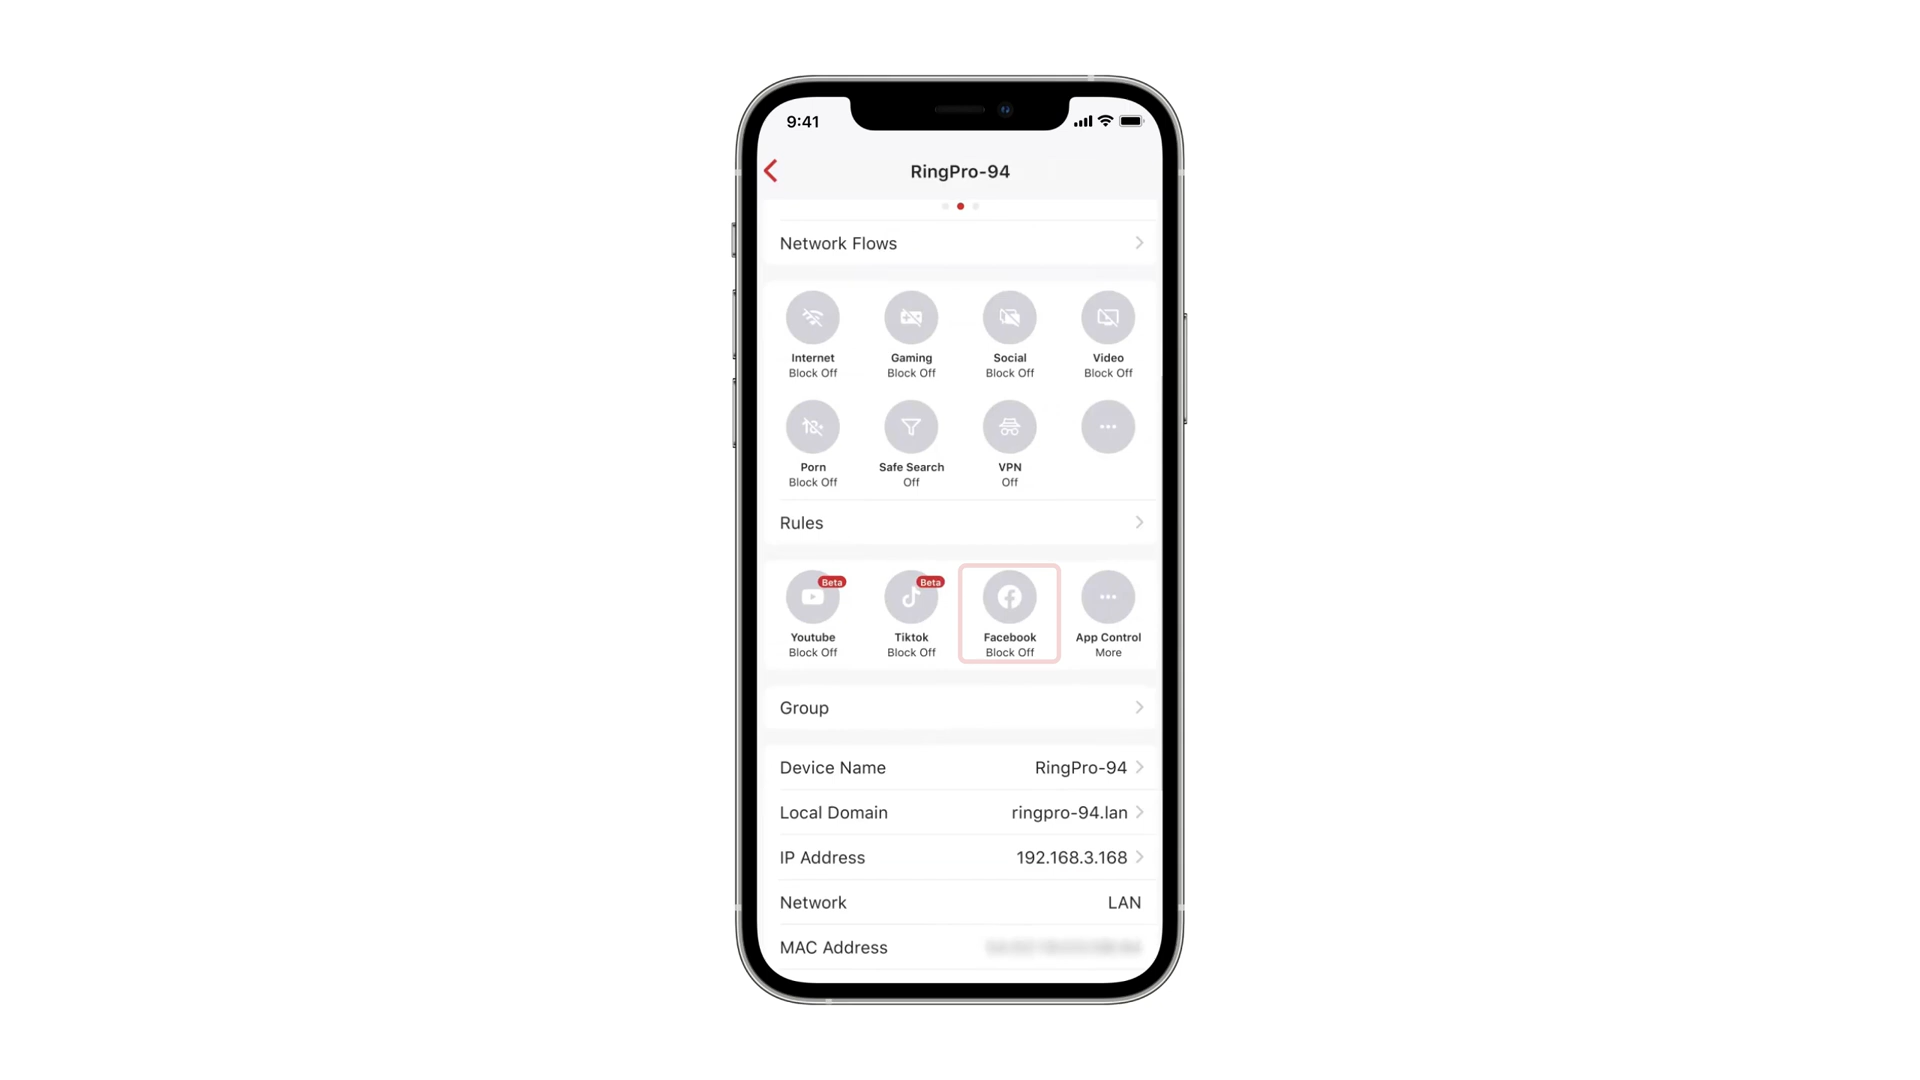 9:41
RingPro-94
Network Flows
Internet Gaming Social Video
Block Off Block Off Block Off Block Off
18+
Porn Safe Search VPN
Block Off Off Off
Rules
Beta Beta
Youtube Tiktok Facebook App Control
Block Off Block Off Block Off More
Group
Device Name RingPro-94
Local Domain ringpro-94.lan
IP Address 192.168.3.168
Network LAN
MAC Address